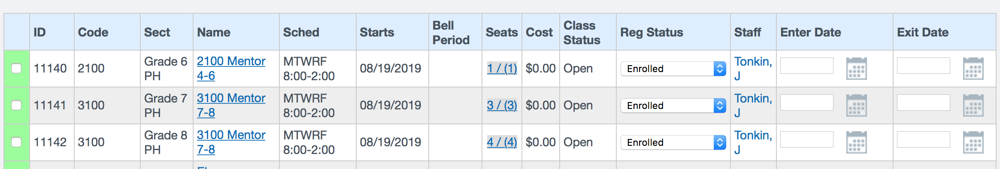 ID Code Sect Name Sched Starts Bell Period Seats Cost Class Status Reg Status Staff Enter Date Exit Date
11140 2100 Grade 6 PH 2100 Mentor 4-6 MTWRF 8:00-2:00 08/19/2019 1 / (1) $0.00 Open Enrolled Tonkin, J
11141 3100 Grade 7 PH 3100 Mentor 7-8 MTWRF 8:00-2:00 08/19/2019 3 / (3) $0.00 Open Enrolled Tonkin, J
11142 3100 Grade 8 PH 3100 Mentor 7-8 MTWRF 8:00-2:00 08/19/2019 4 / (4) $0.00 Open Enrolled Tonkin, J